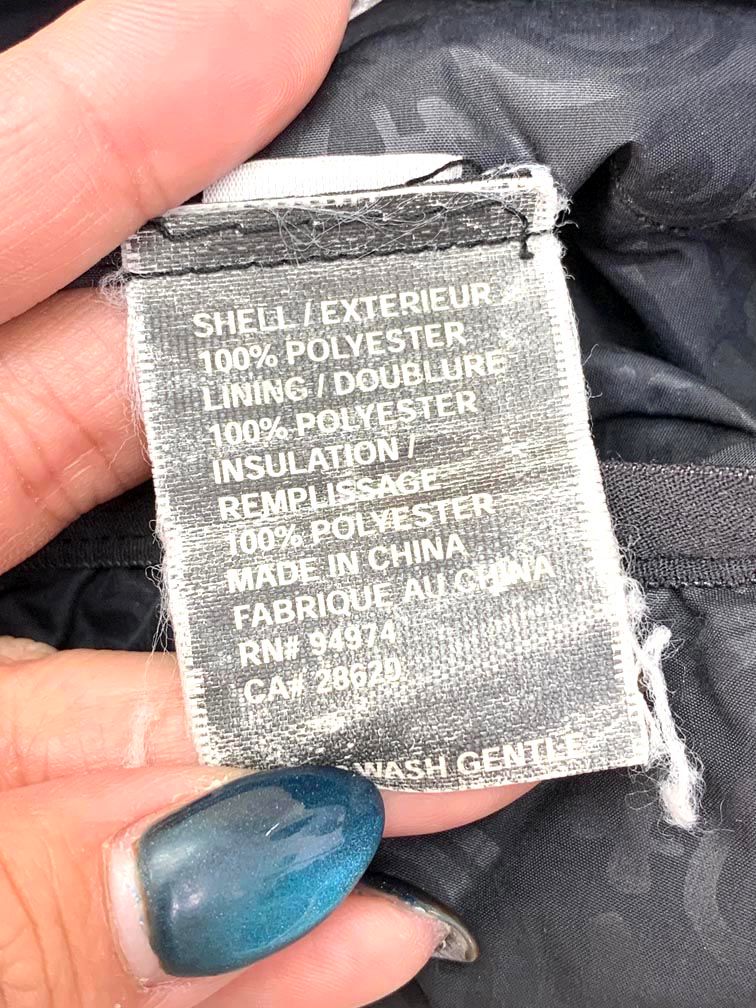 SHELL / EXTERIEUR
100% POLYESTER
LINING / DOUBLURE
100% POLYESTER
INSULATION /
REMPLISSAGE
100% POLYESTER
MADE IN CHINA
FABRIQUE AU CHINA
RN# 94974
CA# 28629
WASH GENTLE